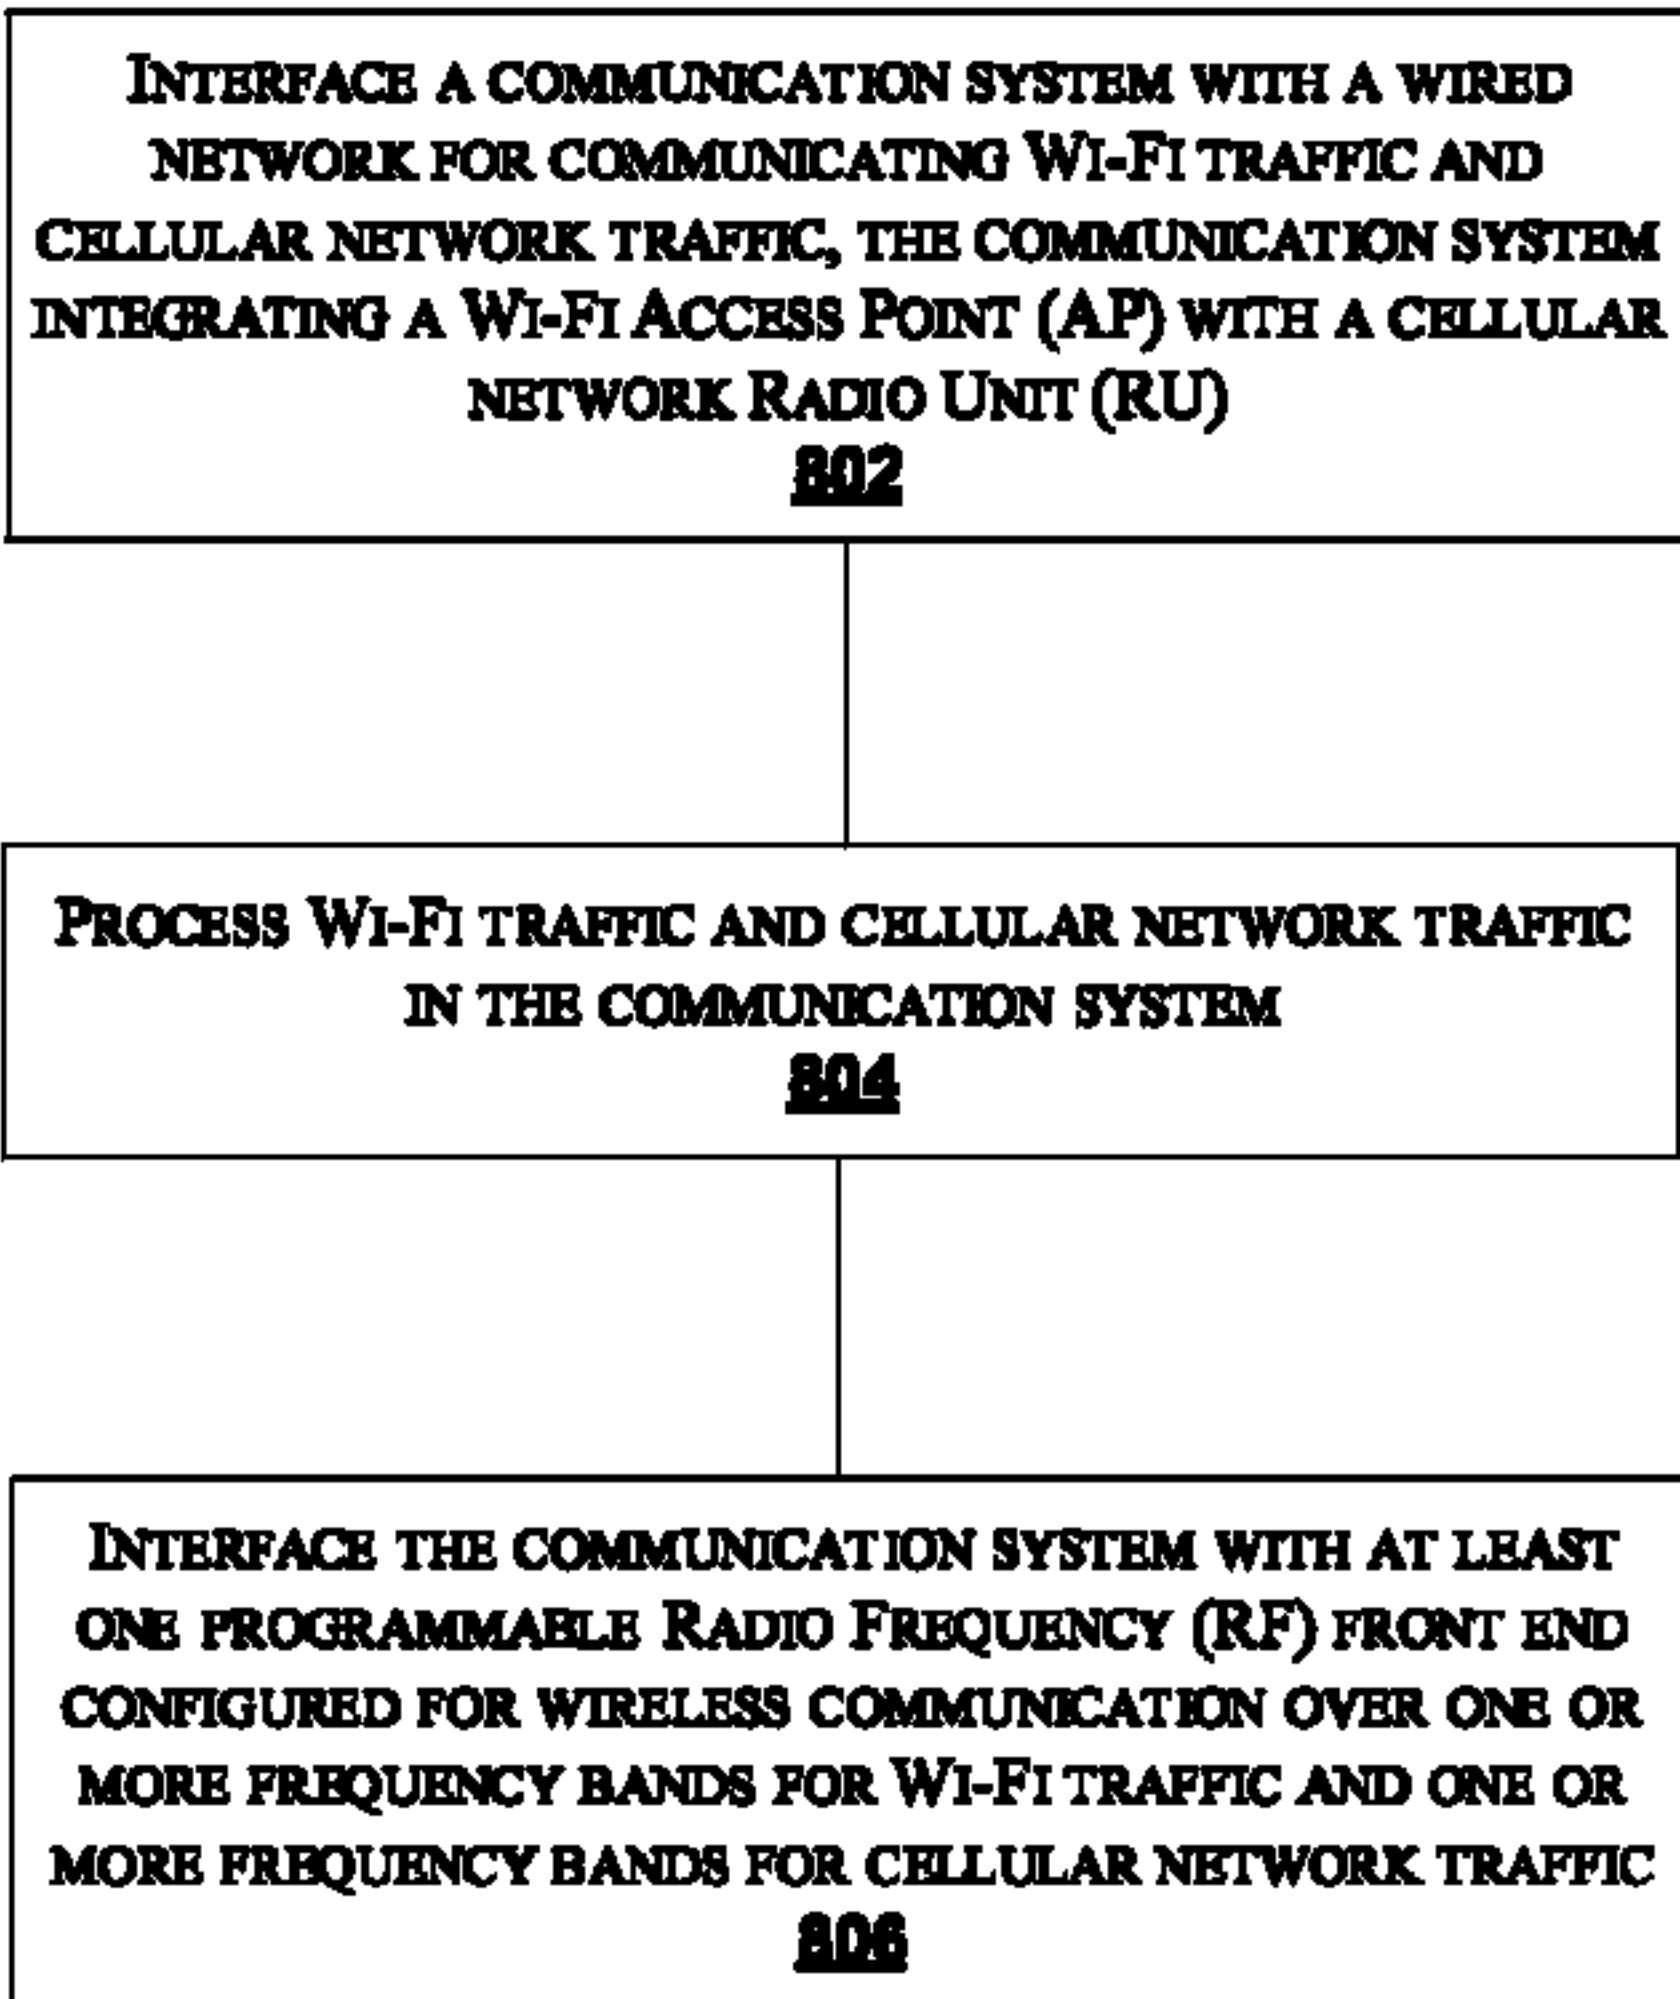 INTERFACE A COMMUNICATION SYSTEM WITH A WIRED
NETWORK FOR COMMUNICATING WI-FI TRAFFIC AND
CELLULAR NETWORK TRAFFIC, THE COMMUNICATION SYSTEM
INTEGRATING A WI-FI ACCESS POINT (AP) WITH A CELLULAR
NETWORK RADIO UNIT (RU)
802
PROCESS WI-FI TRAFFIC AND CELLULAR NETWORK TRAFFIC
IN THE COMMUNICATION SYSTEM
804
INTERFACE THE COMMUNICATION SYSTEM WITH AT LEAST
ONE PROGRAMMABLE RADIO FREQUENCY (RF) FRONT END
CONFIGURED FOR WIRELESS COMMUNICATION OVER ONE OR
MORE FREQUENCY BANDS FOR WI-FI TRAFFIC AND ONE OR
MORE FREQUENCY BANDS FOR CELLULAR NETWORK TRAFFIC
806